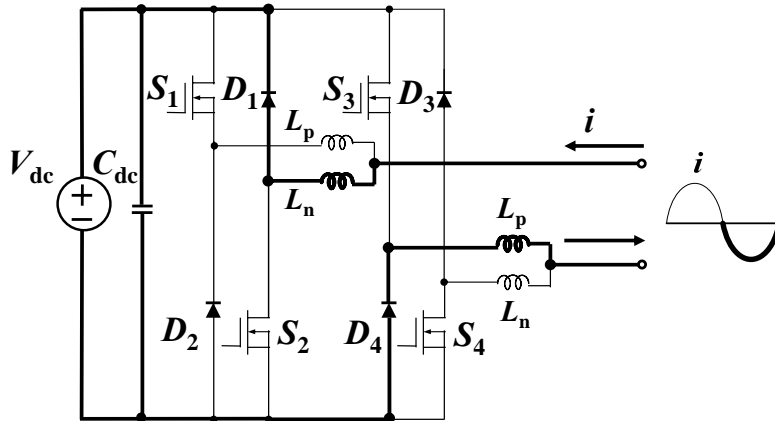 S1 D1 S3 D3
i
Lp
Vdc Cdc
i
Ln
Lp
D2 S2 D4 S4
Ln